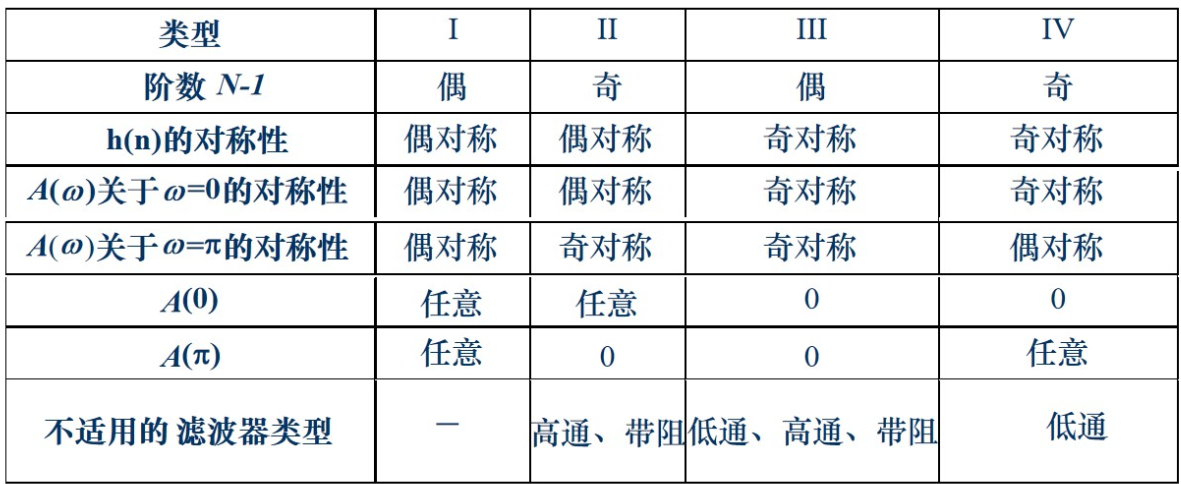 类型 I II III IV
阶数 N-1 偶 奇 偶 奇
h(n)的对称性 偶对称 偶对称 奇对称 奇对称
A(ω)关于ω=0的对称性 偶对称 偶对称 奇对称 奇对称
A(ω)关于ω=π的对称性 偶对称 奇对称 奇对称 偶对称
A(0) 任意 任意 0 0
A(π) 任意 0 0 任意
不适用的 滤波器类型 － 高通、带阻 低通、高通、带阻 低通